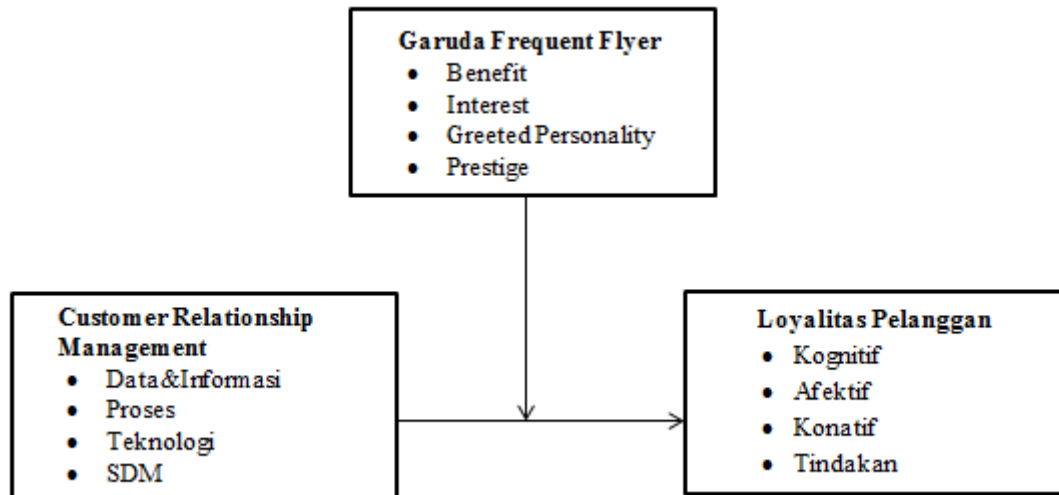 Garuda Frequent Flyer
• Benefit
• Interest
• Greeted Personality
• Prestige
Customer Relationship
Management
• Data&Informasi
• Proses
• Teknologi
• SDM
Loyalitas Pelanggan
• Kognitif
• Afektif
• Konatif
• Tindakan